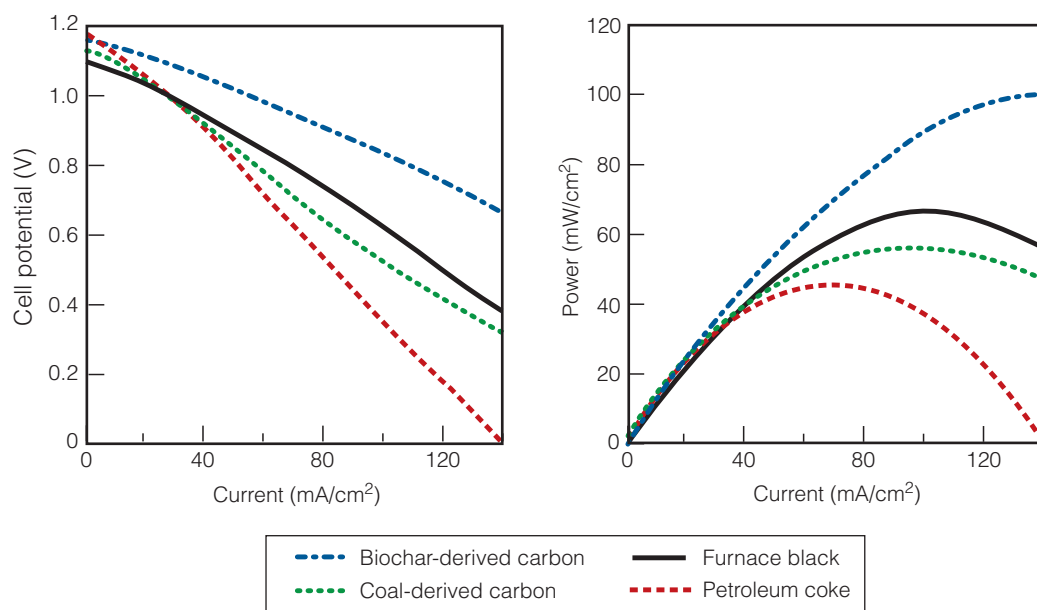 1.2
1.0
0.8
0.6
0.4
0.2
0
Cell potential (V)
0
40
80
120
Current (mA/cm²)
120
100
80
60
40
20
0
Power (mW/cm²)
0
40
80
120
Current (mA/cm²)
Biochar-derived carbon
Furnace black
Coal-derived carbon
Petroleum coke